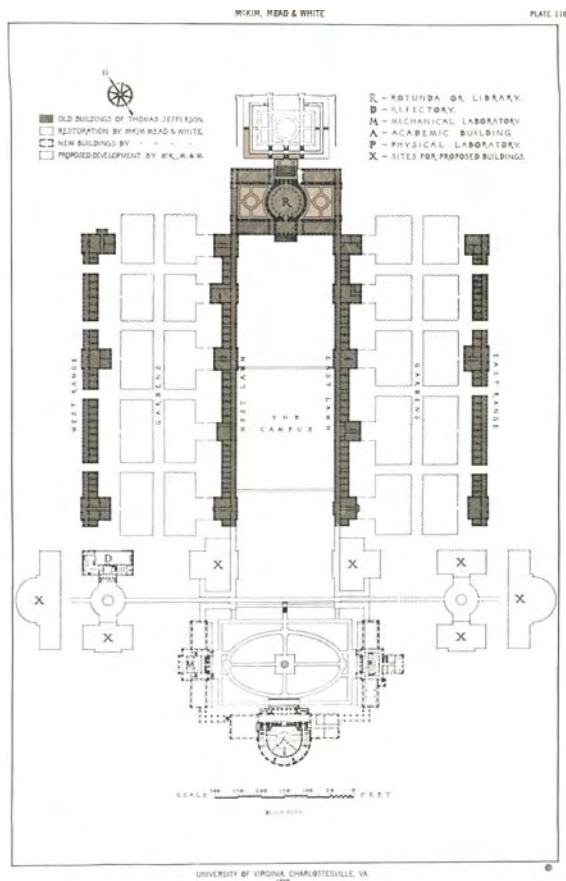 McKIM, MEAD & WHITE
PLATE 110
N
OLD BUILDINGS OF THOMAS JEFFERSON.
RESTORATION BY McKIM MEAD & WHITE.
NEW BUILDINGS BY " " " "
PROPOSED DEVELOPMENT BY McK., M. & W.
R – ROTUNDA OR LIBRARY.
D – REFECTORY.
M – MECHANICAL LABORATORY.
A – ACADEMIC BUILDING.
P – PHYSICAL LABORATORY.
X – SITES FOR PROPOSED BUILDINGS.
R
WEST RANGE
GARDENS
WEST LAWN
THE
CAMPUS
EAST LAWN
GARDENS
EAST RANGE
D
X
X
X
X
X
X
X
M
P
A
SCALE
FEET
BLOCK PLAN
UNIVERSITY OF VIRGINIA, CHARLOTTESVILLE, VA.